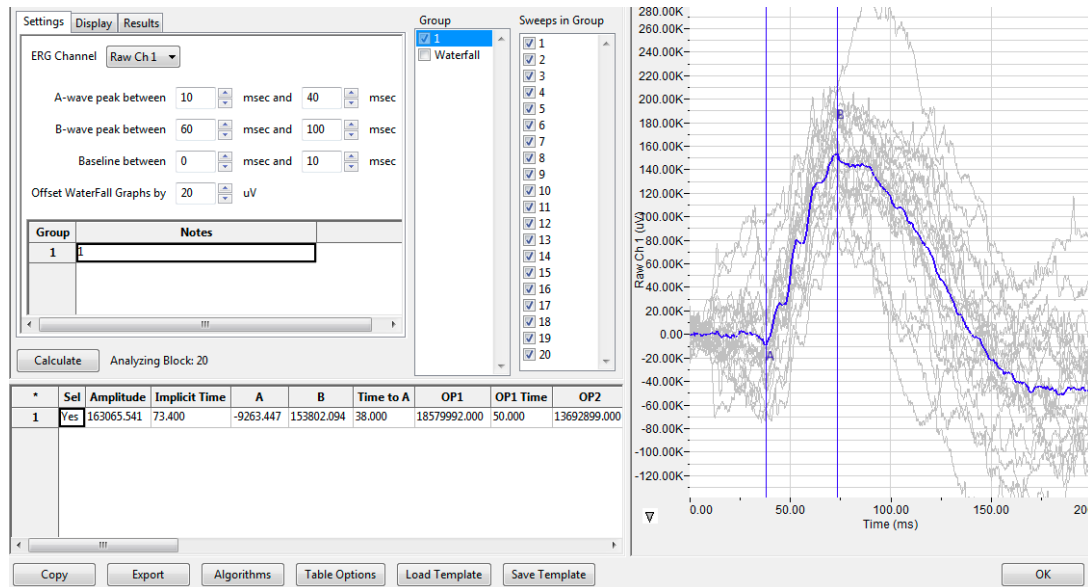 Settings Display Results
ERG Channel Raw Ch 1
A-wave peak between 10 msec and 40 msec
B-wave peak between 60 msec and 100 msec
Baseline between 0 msec and 10 msec
Offset WaterFall Graphs by 20 uV
Group Notes
1 1
Calculate Analyzing Block: 20
Group
1
Waterfall
Sweeps in Group
1
2
3
4
5
6
7
8
9
10
11
12
13
14
15
16
17
18
19
20
* Sel Amplitude Implicit Time A B Time to A OP1 OP1 Time OP2
1 Yes 163065.541 73.400 -9263.447 153802.094 38.000 18579992.000 50.000 13692899.000
280.00K
260.00K
240.00K
220.00K
200.00K
180.00K
160.00K
140.00K
120.00K
100.00K
80.00K
60.00K
40.00K
20.00K
0.00
-20.00K
-40.00K
-60.00K
-80.00K
-100.00K
-120.00K
Raw Ch 1 (uV)
B
A
0.00 50.00 100.00 150.00 200
Time (ms)
Copy Export Algorithms Table Options Load Template Save Template OK